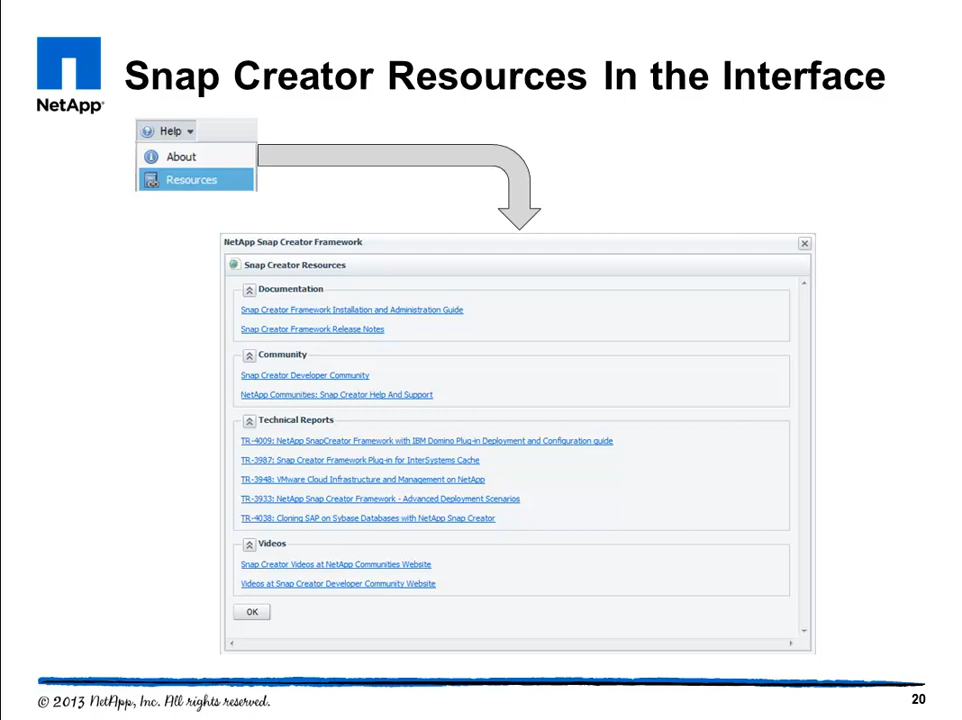 NetApp
Snap Creator Resources In the Interface
Help
About
Resources
NetApp Snap Creator Framework
Snap Creator Resources
Documentation
Snap Creator Framework Installation and Administration Guide
Snap Creator Framework Release Notes
Community
Snap Creator Developer Community
NetApp Communities: Snap Creator Help And Support
Technical Reports
TR-4009: NetApp SnapCreator Framework with IBM Domino Plug-in Deployment and Configuration guide
TR-3987: Snap Creator Framework Plug-in for InterSystems Cache
TR-3948: VMware Cloud Infrastructure and Management on NetApp
TR-3933: NetApp Snap Creator Framework - Advanced Deployment Scenarios
TR-4038: Cloning SAP on Sybase Databases with NetApp Snap Creator
Videos
Snap Creator Videos at NetApp Communities Website
Videos at Snap Creator Developer Community Website
OK
© 2013 NetApp, Inc. All rights reserved.
20